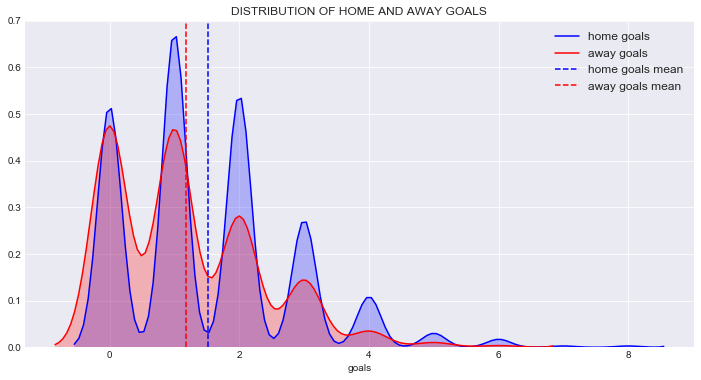 DISTRIBUTION OF HOME AND AWAY GOALS
0.7
0.6
0.5
0.4
0.3
0.2
0.1
0.0
home goals
away goals
home goals mean
away goals mean
0 2 4 6 8
goals